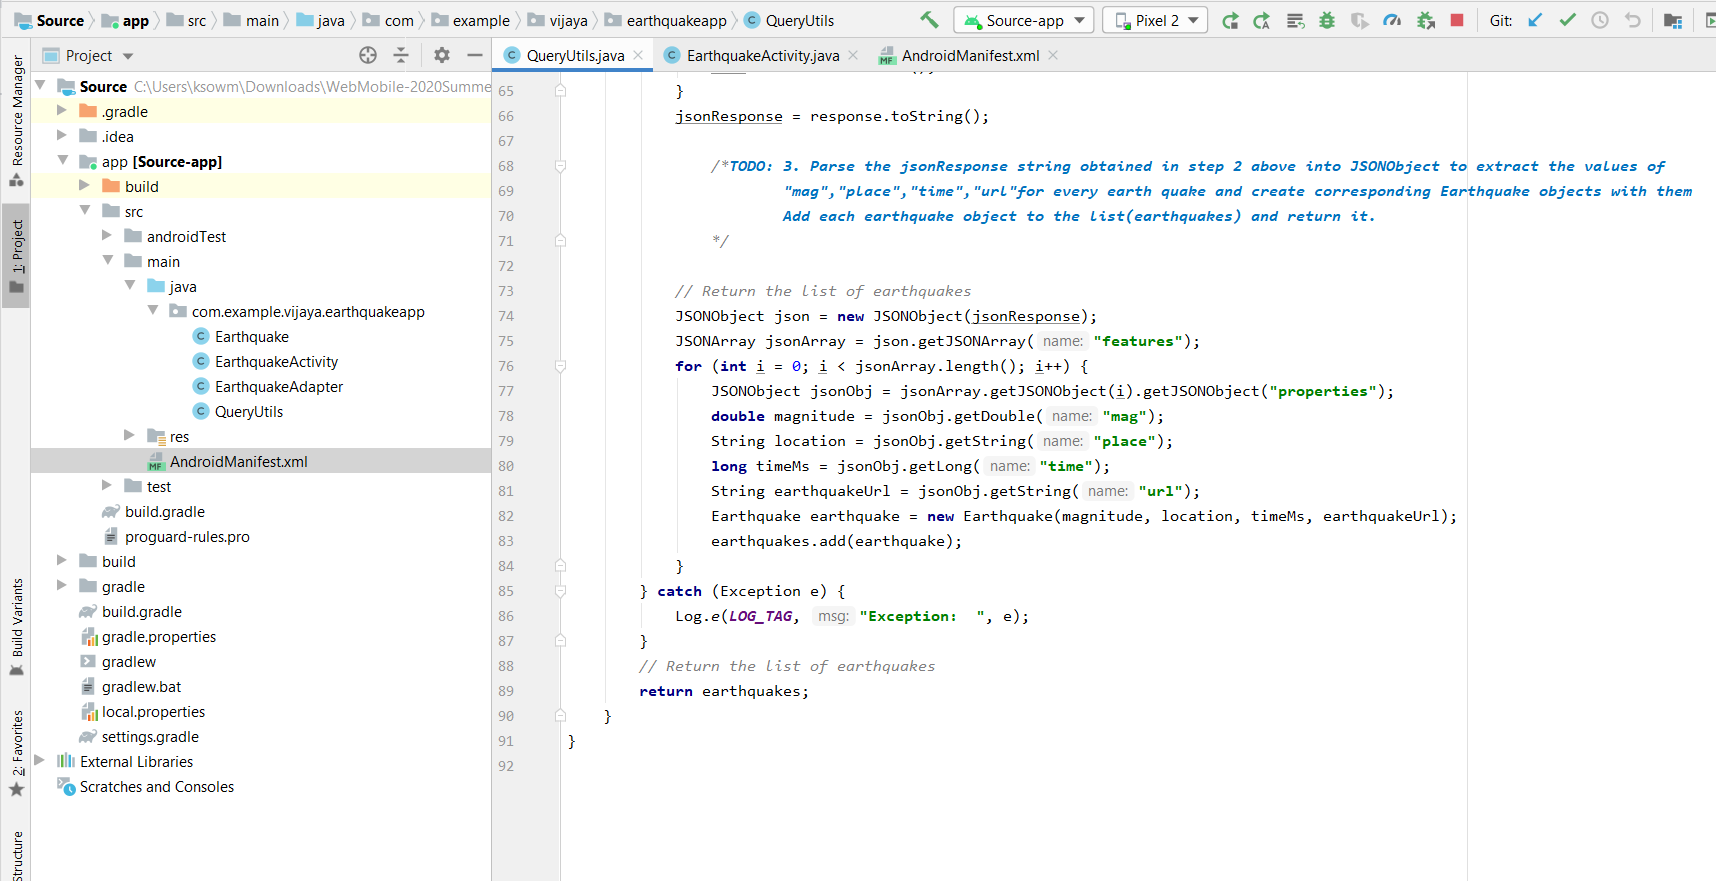 Source app src main java com example vijaya earthquakeapp QueryUtils Source-app Pixel 2 Git:
Project
QueryUtils.java EarthquakeActivity.java AndroidManifest.xml
Resource Manager
1: Project
Build Variants
2: Favorites
Structure
Source C:\Users\ksowm\Downloads\WebMobile-2020Summe
.gradle
.idea
app [Source-app]
build
src
androidTest
main
java
com.example.vijaya.earthquakeapp
Earthquake
EarthquakeActivity
EarthquakeAdapter
QueryUtils
res
AndroidManifest.xml
test
build.gradle
proguard-rules.pro
build
gradle
build.gradle
gradle.properties
gradlew
gradlew.bat
local.properties
settings.gradle
External Libraries
Scratches and Consoles
65 }
66 jsonResponse = response.toString();
67
68 /*TODO: 3. Parse the jsonResponse string obtained in step 2 above into JSONObject to extract the values of
69 "mag","place","time","url"for every earth quake and create corresponding Earthquake objects with them
70 Add each earthquake object to the list(earthquakes) and return it.
71 */
72
73 // Return the list of earthquakes
74 JSONObject json = new JSONObject(jsonResponse);
75 JSONArray jsonArray = json.getJSONArray( name: "features");
76 for (int i = 0; i < jsonArray.length(); i++) {
77 JSONObject jsonObj = jsonArray.getJSONObject(i).getJSONObject("properties");
78 double magnitude = jsonObj.getDouble( name: "mag");
79 String location = jsonObj.getString( name: "place");
80 long timeMs = jsonObj.getLong( name: "time");
81 String earthquakeUrl = jsonObj.getString( name: "url");
82 Earthquake earthquake = new Earthquake(magnitude, location, timeMs, earthquakeUrl);
83 earthquakes.add(earthquake);
84 }
85 } catch (Exception e) {
86 Log.e(LOG_TAG, msg: "Exception:  ", e);
87 }
88 // Return the list of earthquakes
89 return earthquakes;
90 }
91 }
92